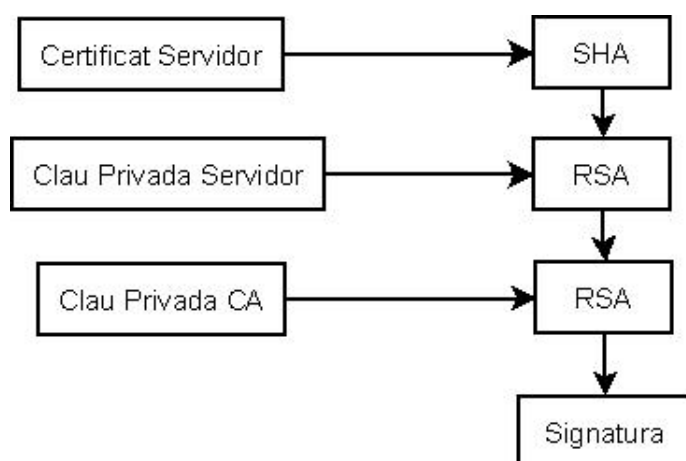 Certificat Servidor
SHA
Clau Privada Servidor
RSA
Clau Privada CA
RSA
Signatura